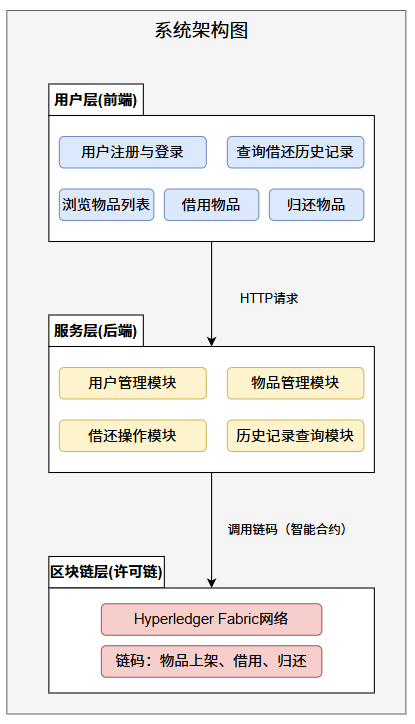 系统架构图
用户层(前端)
用户注册与登录
查询借还历史记录
浏览物品列表
借用物品
归还物品
HTTP请求
服务层(后端)
用户管理模块
物品管理模块
借还操作模块
历史记录查询模块
调用链码（智能合约）
区块链层(许可链)
Hyperledger Fabric网络
链码：物品上架、借用、归还